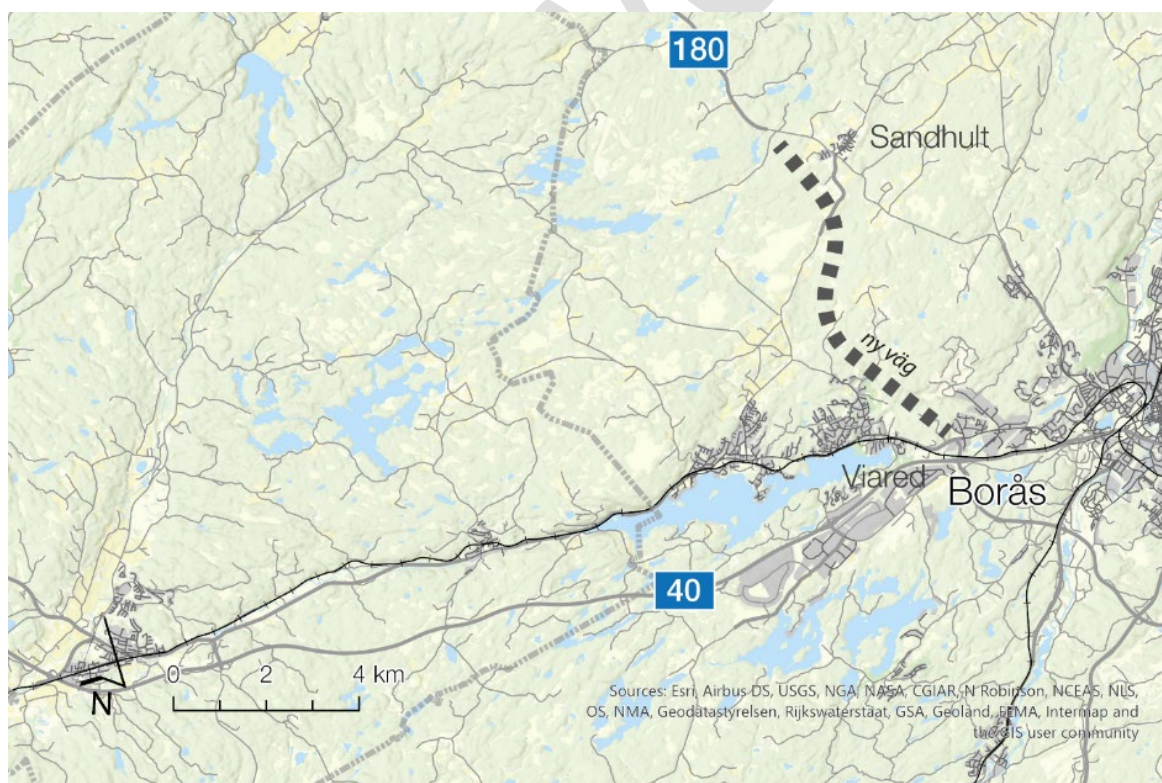 180
Sandhult
ny väg
Viared
Borås
40
0 2 4 km
N
Sources: Esri, Airbus DS, USGS, NGA, NASA, CGIAR, N Robinson, NCEAS, NLS,
OS, NMA, Geodatastyrelsen, Rijkswaterstaat, GSA, Geoland, FEMA, Intermap and
the GIS user community